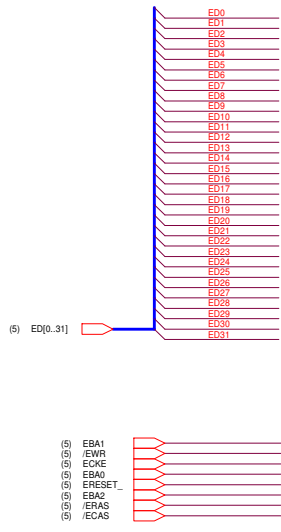 ED0
ED1
ED2
ED3
ED4
ED5
ED6
ED7
ED8
ED9
ED10
ED11
ED12
ED13
ED14
ED15
ED16
ED17
ED18
ED19
ED20
ED21
ED22
ED23
ED24
ED25
ED26
ED27
ED28
ED29
ED30
ED31
(5) ED[0..31]
(5) EBA1
(5) /EWR
(5) ECKE
(5) EBA0
(5) ERESET_
(5) EBA2
(5) /ERAS
(5) /ECAS